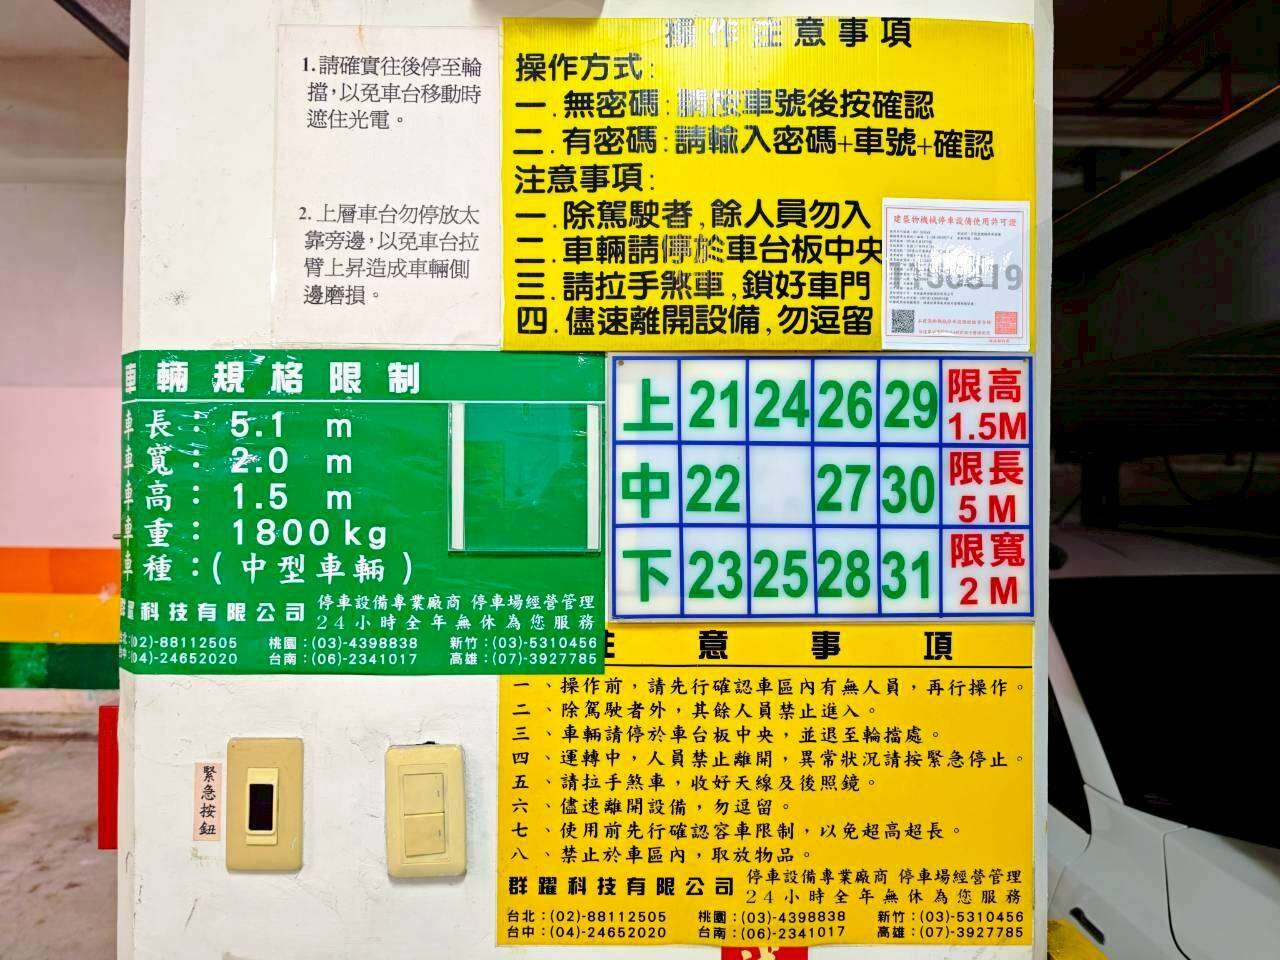 1.請確實往後停至輪
擋，以免車台移動時
遮住光電。
2. 上層車台勿停放太
靠旁邊，以免車台拉
臂上昇造成車輛側
邊磨損。
操作注意事項
操作方式:
一.無密碼:請按車號後按確認
二.有密碼:請輸入密碼+車號+確認
注意事項:
一.除駕駛者,餘人員勿入
二.車輛請停於車台板中央
三.請拉手煞車,鎖好車門
四.儘速離開設備,勿逗留
建築物機械停車設備使用許可證
車輛規格限制
車長：5.1 m
車寬：2.0 m
車高：1.5 m
車重：1800 kg
車種：(中型車輛)
群躍科技有限公司 停車設備專業廠商 停車場經營管理
24小時全年無休為您服務
台北:(02)-88112505 桃園:(03)-4398838 新竹:(03)-5310456
台中:(04)-24652020 台南:(06)-2341017 高雄:(07)-3927785
上 21 24 26 29 限高 1.5M
中 22 27 30 限長 5 M
下 23 25 28 31 限寬 2 M
注意事項
一、操作前，請先行確認車區內有無人員，再行操作。
二、除駕駛者外，其餘人員禁止進入。
三、車輛請停於車台板中央，並退至輪擋處。
四、運轉中，人員禁止離開，異常狀況請按緊急停止。
五、請拉手煞車，收好天線及後照鏡。
六、儘速離開設備，勿逗留。
七、使用前先行確認容車限制，以免超高超長。
八、禁止於車區內，取放物品。
群躍科技有限公司 停車設備專業廠商 停車場經營管理
24小時全年無休為您服務
台北:(02)-88112505 桃園:(03)-4398838 新竹:(03)-5310456
台中:(04)-24652020 台南:(06)-2341017 高雄:(07)-3927785
緊急按鈕